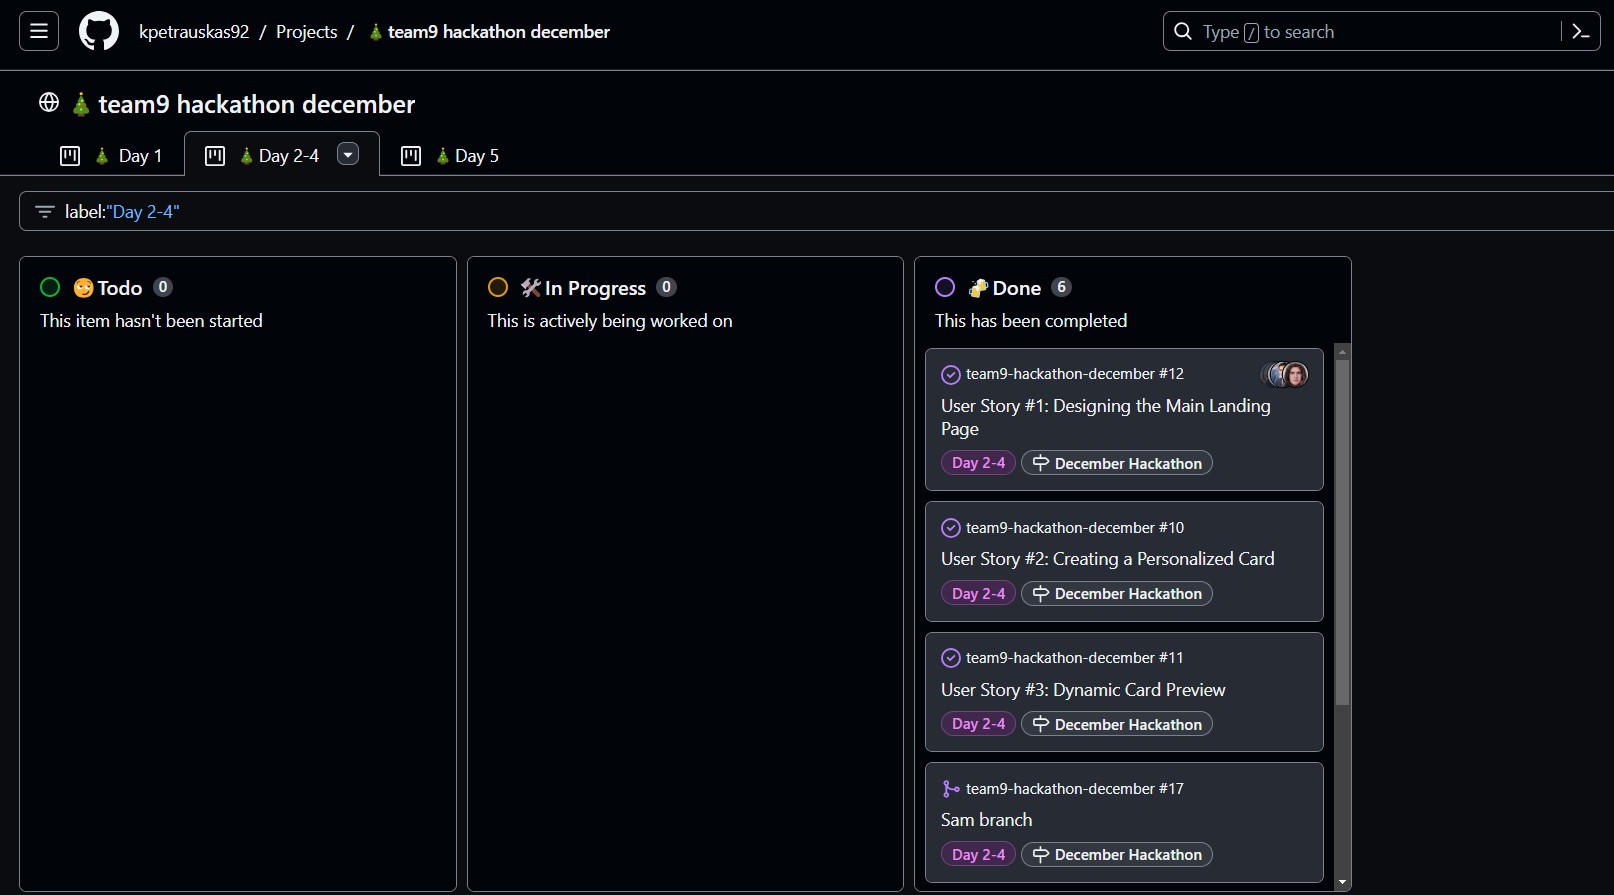 kpetrauskas92 / Projects / team9 hackathon december
Type / to search
team9 hackathon december
Day 1
Day 2-4
Day 5
label:"Day 2-4"
Todo 0
This item hasn't been started
In Progress 0
This is actively being worked on
Done 6
This has been completed
team9-hackathon-december #12
User Story #1: Designing the Main Landing
Page
Day 2-4 December Hackathon
team9-hackathon-december #10
User Story #2: Creating a Personalized Card
Day 2-4 December Hackathon
team9-hackathon-december #11
User Story #3: Dynamic Card Preview
Day 2-4 December Hackathon
team9-hackathon-december #17
Sam branch
Day 2-4 December Hackathon